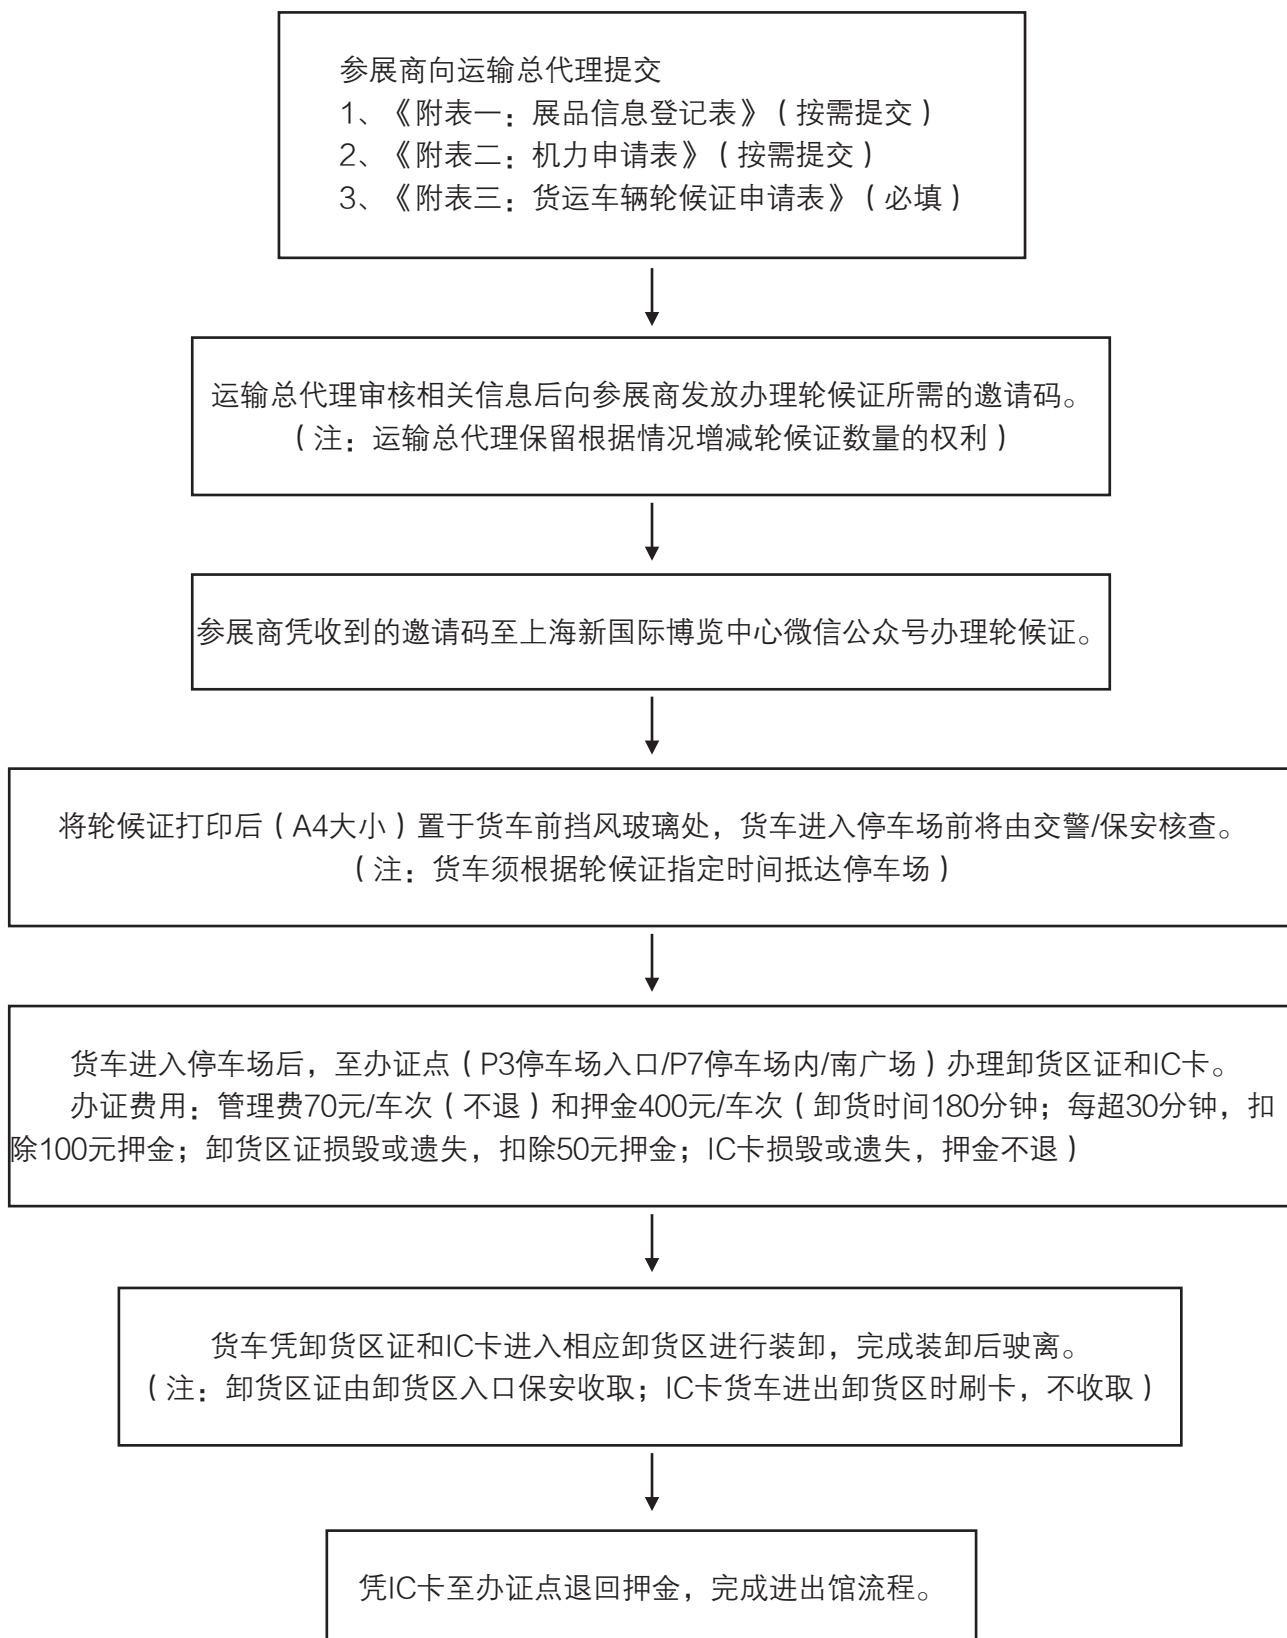 参展商向运输总代理提交
1、《附表一：展品信息登记表》（按需提交）
2、《附表二：机力申请表》（按需提交）
3、《附表三：货运车辆轮候证申请表》（必填）
运输总代理审核相关信息后向参展商发放办理轮候证所需的邀请码。
（注：运输总代理保留根据情况增减轮候证数量的权利）
参展商凭收到的邀请码至上海新国际博览中心微信公众号办理轮候证。
将轮候证打印后（A4大小）置于货车前挡风玻璃处，货车进入停车场前将由交警/保安核查。
（注：货车须根据轮候证指定时间抵达停车场）
货车进入停车场后，至办证点（P3停车场入口/P7停车场内/南广场）办理卸货区证和IC卡。
办证费用：管理费70元/车次（不退）和押金400元/车次（卸货时间180分钟；每超30分钟，扣
除100元押金；卸货区证损毁或遗失，扣除50元押金；IC卡损毁或遗失，押金不退）
货车凭卸货区证和IC卡进入相应卸货区进行装卸，完成装卸后驶离。
（注：卸货区证由卸货区入口保安收取；IC卡货车进出卸货区时刷卡，不收取）
凭IC卡至办证点退回押金，完成进出馆流程。